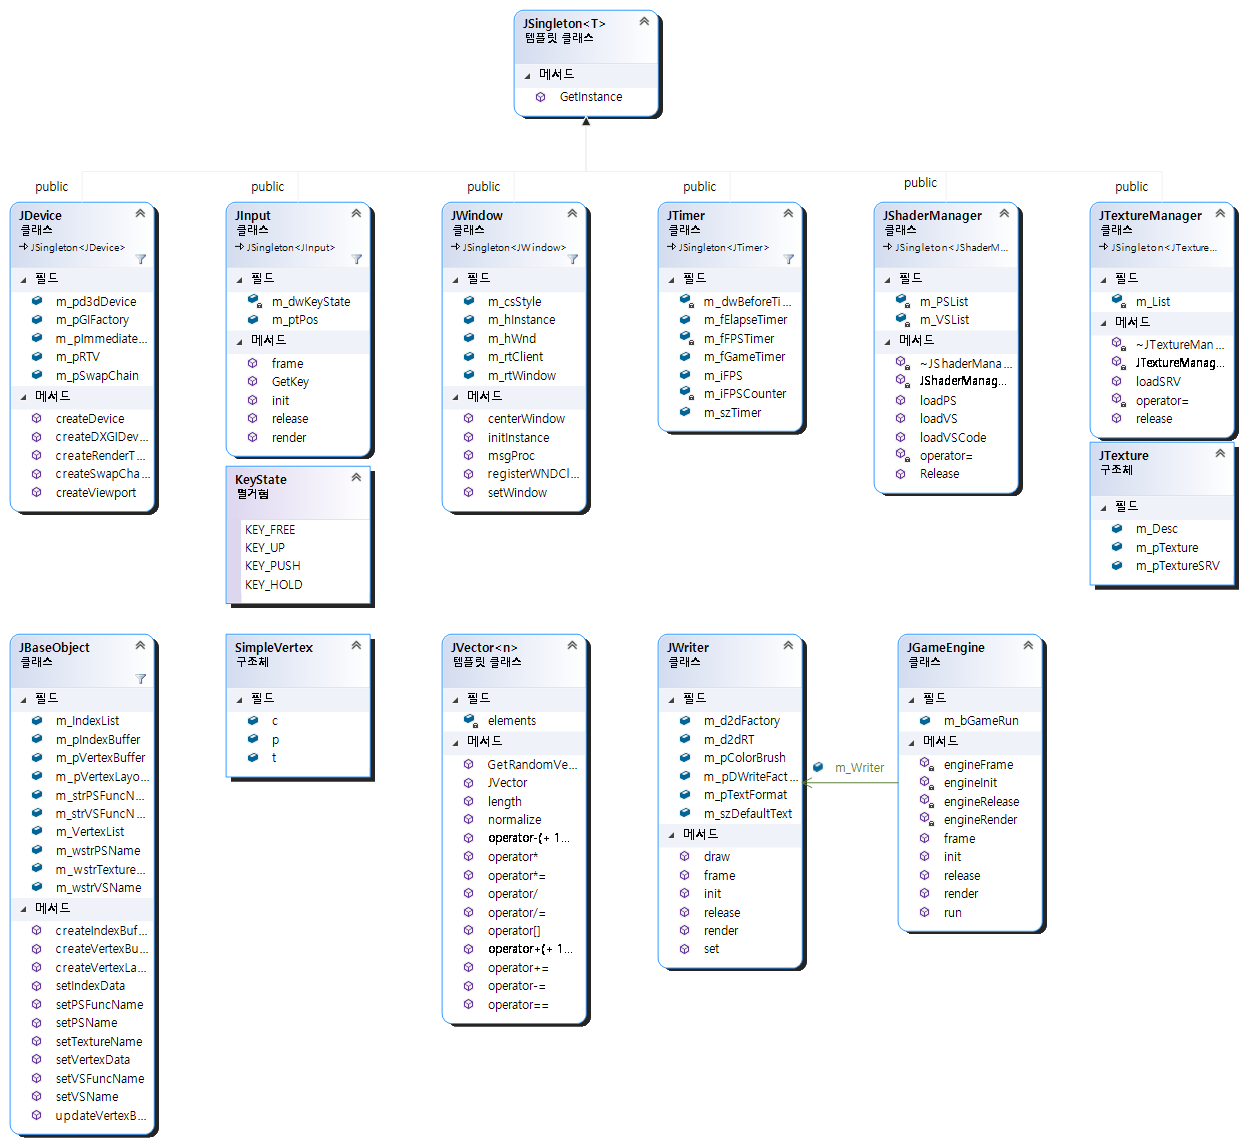 JSingleton<T>
템플릿 클래스
메서드
GetInstance
public
public
public
public
public
public
JDevice
클래스
JSingleton<JDevice>
필드
m_pd3dDevice
m_pGIFactory
m_pImmediate...
m_pRTV
m_pSwapChain
메서드
createDevice
createDXGIDev...
createRenderT...
createSwapCha...
createViewport
JInput
클래스
JSingleton<JInput>
필드
m_dwKeyState
m_ptPos
메서드
frame
GetKey
init
release
render
KeyState
열거형
KEY_FREE
KEY_UP
KEY_PUSH
KEY_HOLD
JWindow
클래스
JSingleton<JWindow>
필드
m_csStyle
m_hInstance
m_hWnd
m_rtClient
m_rtWindow
메서드
centerWindow
initInstance
msgProc
registerWNDCl...
setWindow
JTimer
클래스
JSingleton<JTimer>
필드
m_dwBeforeTi...
m_fElapseTimer
m_fFPSTimer
m_fGameTimer
m_iFPS
m_iFPSCounter
m_szTimer
JShaderManager
클래스
JSingleton<JShaderM...
필드
m_PSList
m_VSList
메서드
~JShaderMana...
JShaderManag...
loadPS
loadVS
loadVSCode
operator=
Release
JTextureManager
클래스
JSingleton<JTexture...
필드
m_List
메서드
~JTextureMan...
JTextureManag...
loadSRV
operator=
release
JTexture
구조체
필드
m_Desc
m_pTexture
m_pTextureSRV
JBaseObject
클래스
필드
m_IndexList
m_pIndexBuffer
m_pVertexBuffer
m_pVertexLayo...
m_strPSFuncN...
m_strVSFuncN...
m_VertexList
m_wstrPSName
m_wstrTexture...
m_wstrVSName
메서드
createIndexBuf...
createVertexBu...
createVertexLa...
setIndexData
setPSFuncName
setPSName
setTextureName
setVertexData
setVSFuncName
setVSName
updateVertexB...
SimpleVertex
구조체
필드
c
p
t
JVector<n>
템플릿 클래스
필드
elements
메서드
GetRandomVe...
JVector
length
normalize
operator-(+ 1...
operator*
operator*=
operator/
operator/=
operator[]
operator+(+ 1...
operator+=
operator-=
operator==
JWriter
클래스
필드
m_d2dFactory
m_d2dRT
m_pColorBrush
m_pDWriteFact...
m_pTextFormat
m_szDefaultText
메서드
draw
frame
init
release
render
set
m_Writer
JGameEngine
클래스
필드
m_bGameRun
메서드
engineFrame
engineInit
engineRelease
engineRender
frame
init
release
render
run